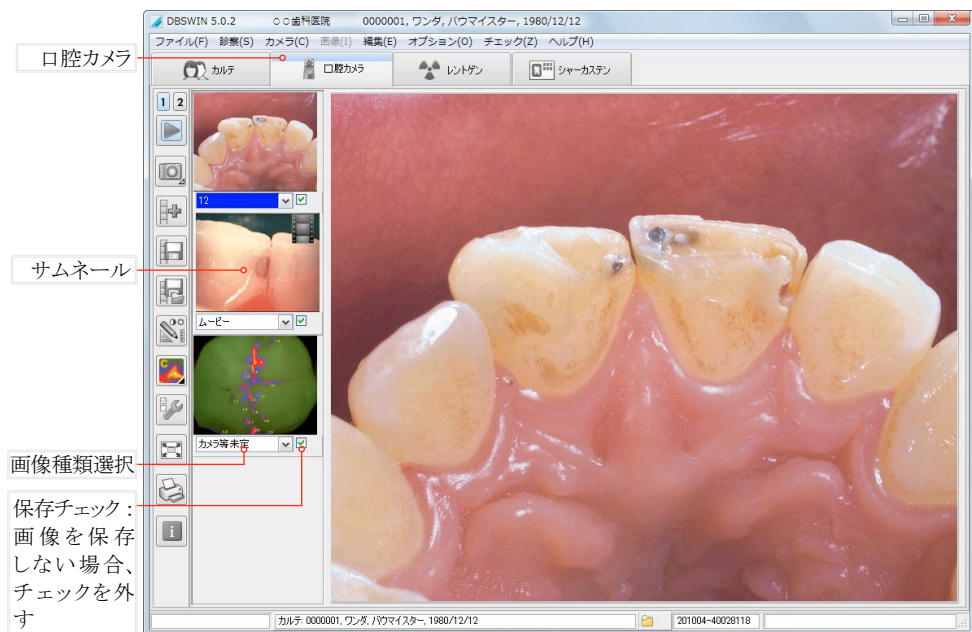 DBSWIN 5.0.2 ○○歯科医院 0000001, ワンダ, バウマイスター, 1980/12/12
ファイル(F) 診察(S) カメラ(C) 画像(I) 編集(E) オプション(O) チェック(Z) ヘルプ(H)
口腔カメラ
カルテ 口腔カメラ レントゲン シャーカステン
1 2
12
サムネール
ムービー
C
カメラ等未定
画像種類選択
保存チェック：
画像を保存
しない場合、
チェックを外
す
i
カルテ: 0000001, ワンダ, バウマイスター, 1980/12/12
201004-40028118